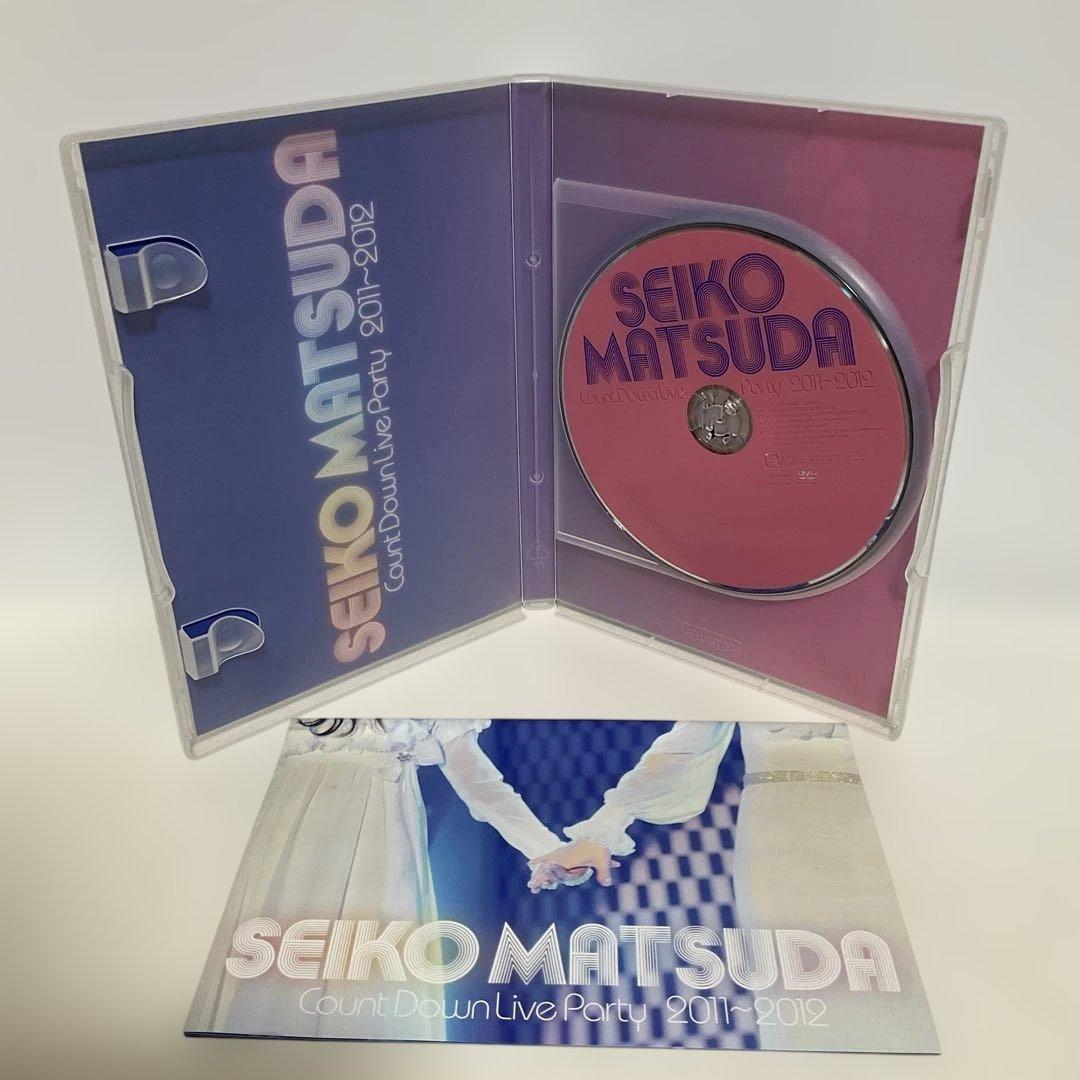 SEIKO MATSUDA
Count Down Live Party 2011~2012
SEIKO
MATSUDA
Count Down Live Party 2011~2012
SEIKO MATSUDA
Count Down Live Party 2011~2012